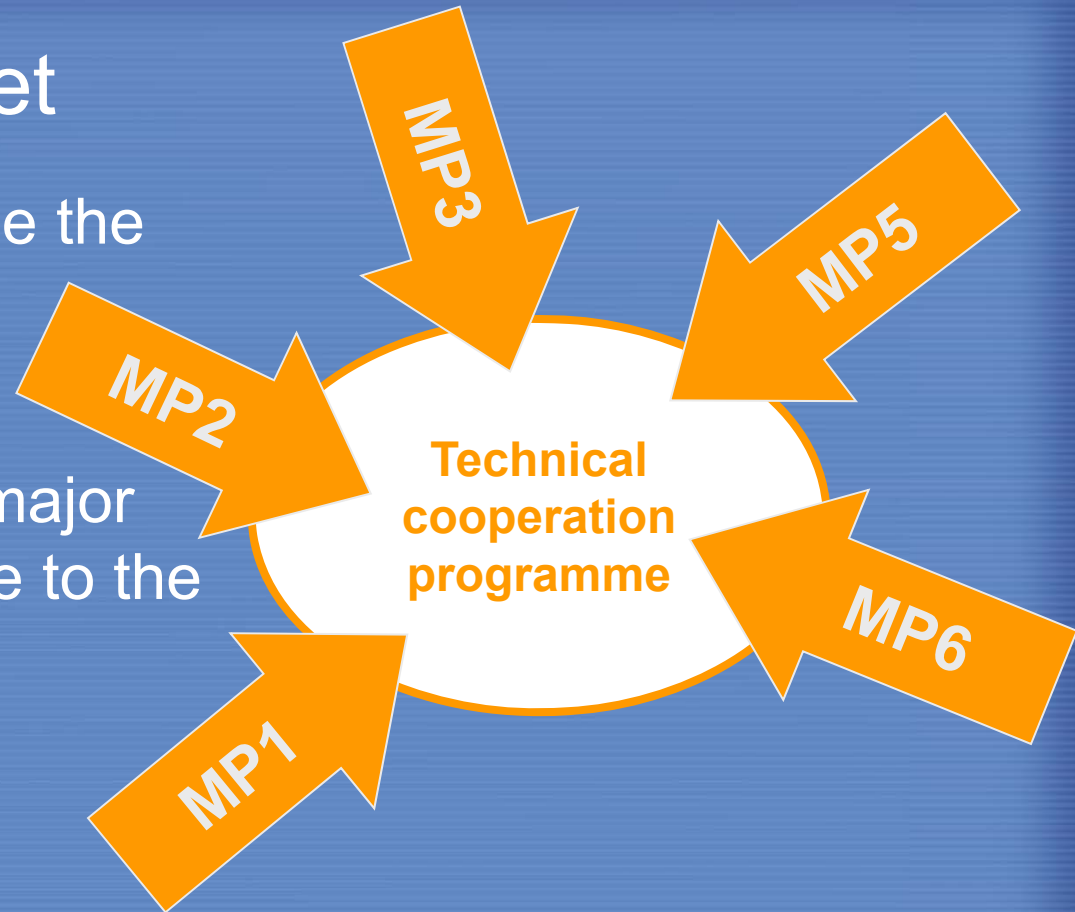 et
e the
major
e to the
MP3
MP5
MP2
Technical
cooperation
programme
MP6
MP1